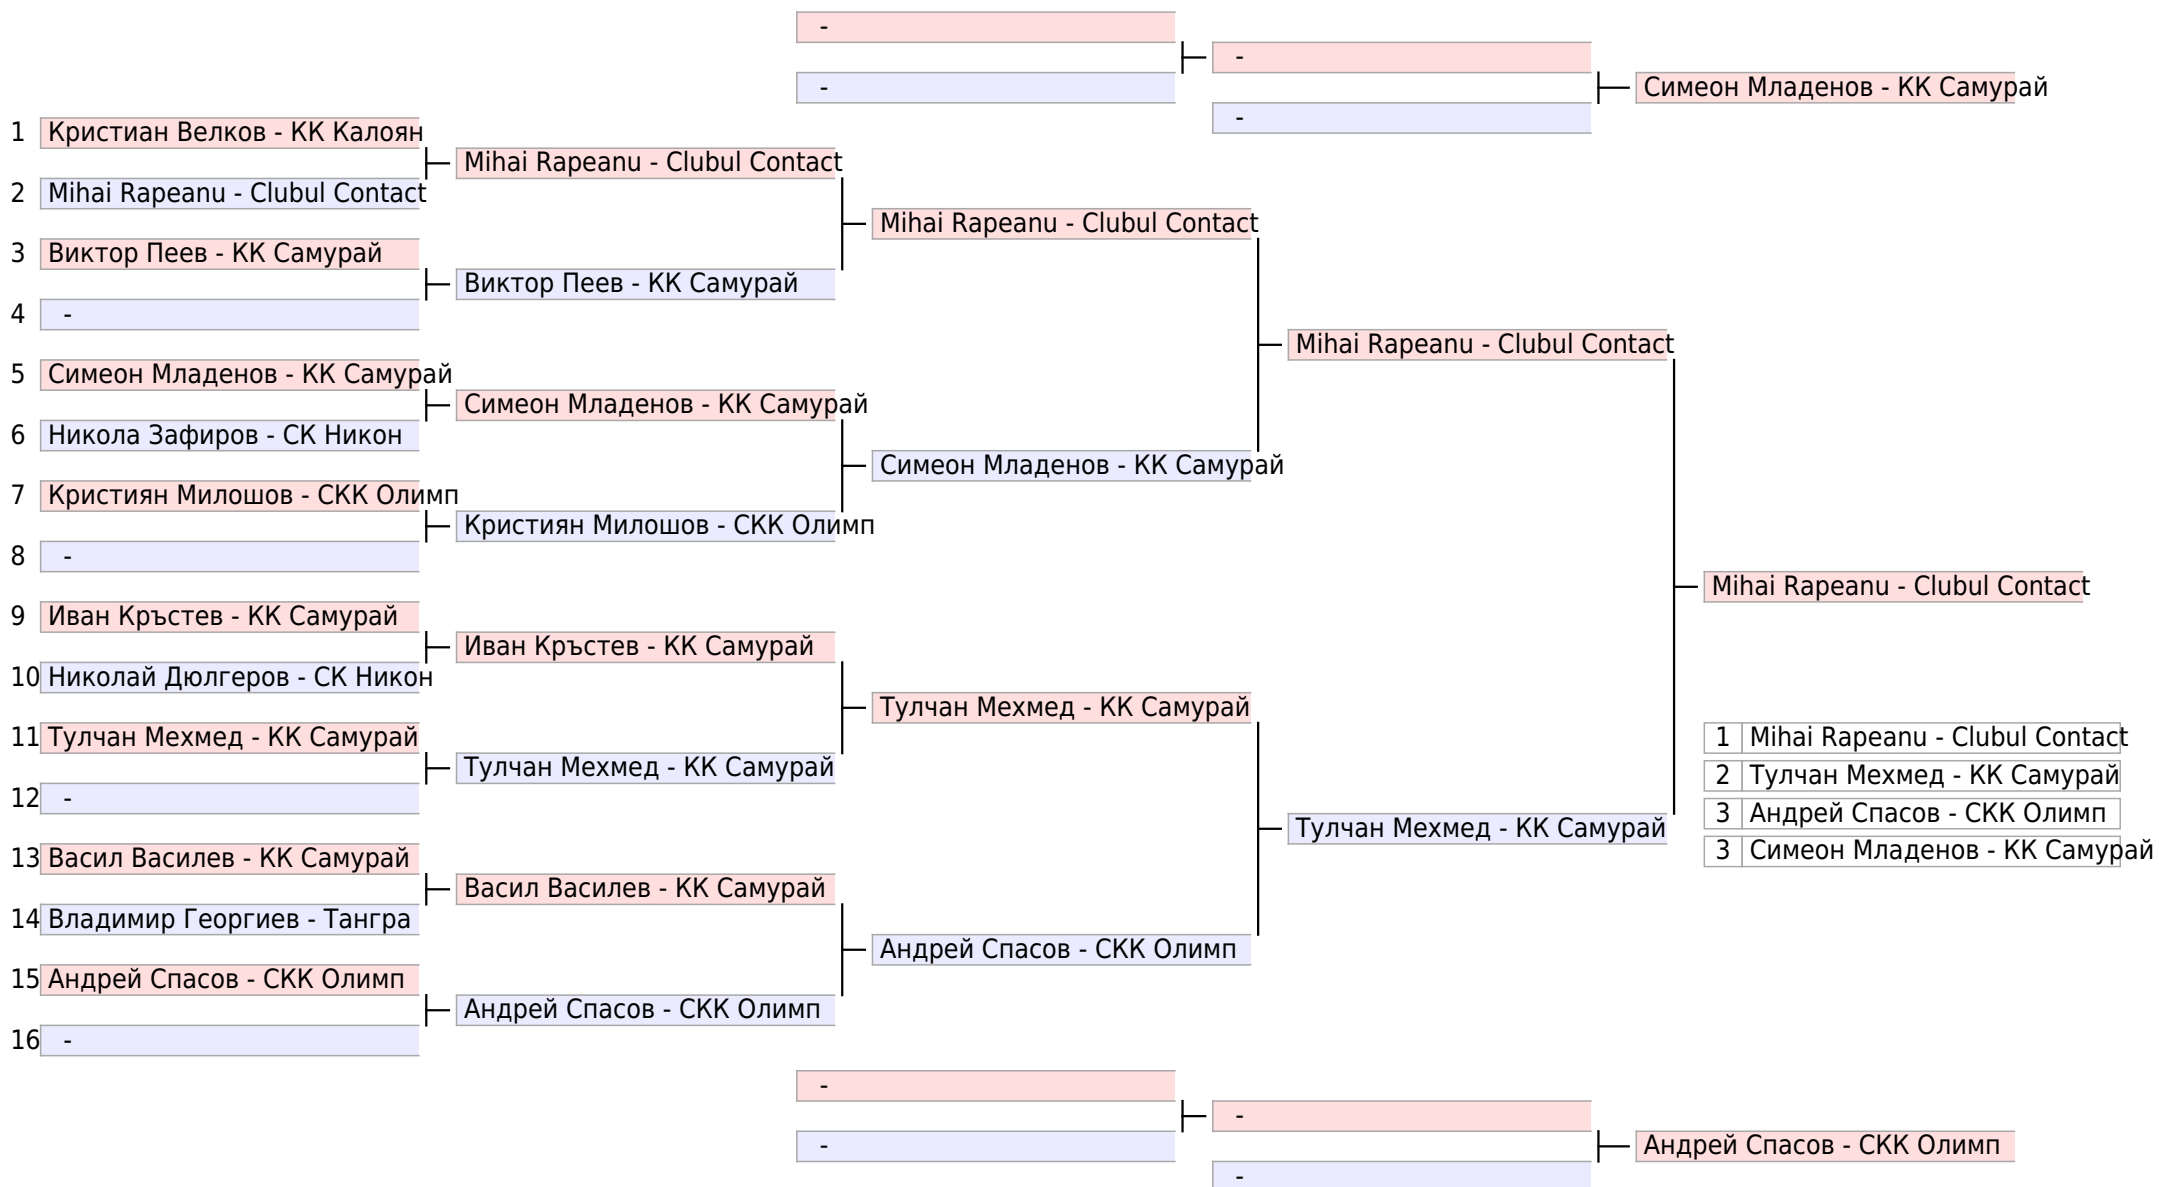 -
-
-
-
Симеон Младенов - КК Самурай
1 Кристиан Велков - КК Калоян
2 Mihai Rapeanu - Clubul Contact
3 Виктор Пеев - КК Самурай
4 -
5 Симеон Младенов - КК Самурай
6 Никола Зафиров - СК Никон
7 Кристиян Милошов - СКК Олимп
8 -
9 Иван Кръстев - КК Самурай
10 Николай Дюлгеров - СК Никон
11 Тулчан Мехмед - КК Самурай
12 -
13 Васил Василев - КК Самурай
14 Владимир Георгиев - Тангра
15 Андрей Спасов - СКК Олимп
16 -
Mihai Rapeanu - Clubul Contact
Виктор Пеев - КК Самурай
Симеон Младенов - КК Самурай
Кристиян Милошов - СКК Олимп
Иван Кръстев - КК Самурай
Тулчан Мехмед - КК Самурай
Васил Василев - КК Самурай
Андрей Спасов - СКК Олимп
Mihai Rapeanu - Clubul Contact
Симеон Младенов - КК Самурай
Тулчан Мехмед - КК Самурай
Андрей Спасов - СКК Олимп
Mihai Rapeanu - Clubul Contact
Тулчан Мехмед - КК Самурай
Mihai Rapeanu - Clubul Contact
1 Mihai Rapeanu - Clubul Contact
2 Тулчан Мехмед - КК Самурай
3 Андрей Спасов - СКК Олимп
3 Симеон Младенов - КК Самурай
-
-
-
-
Андрей Спасов - СКК Олимп